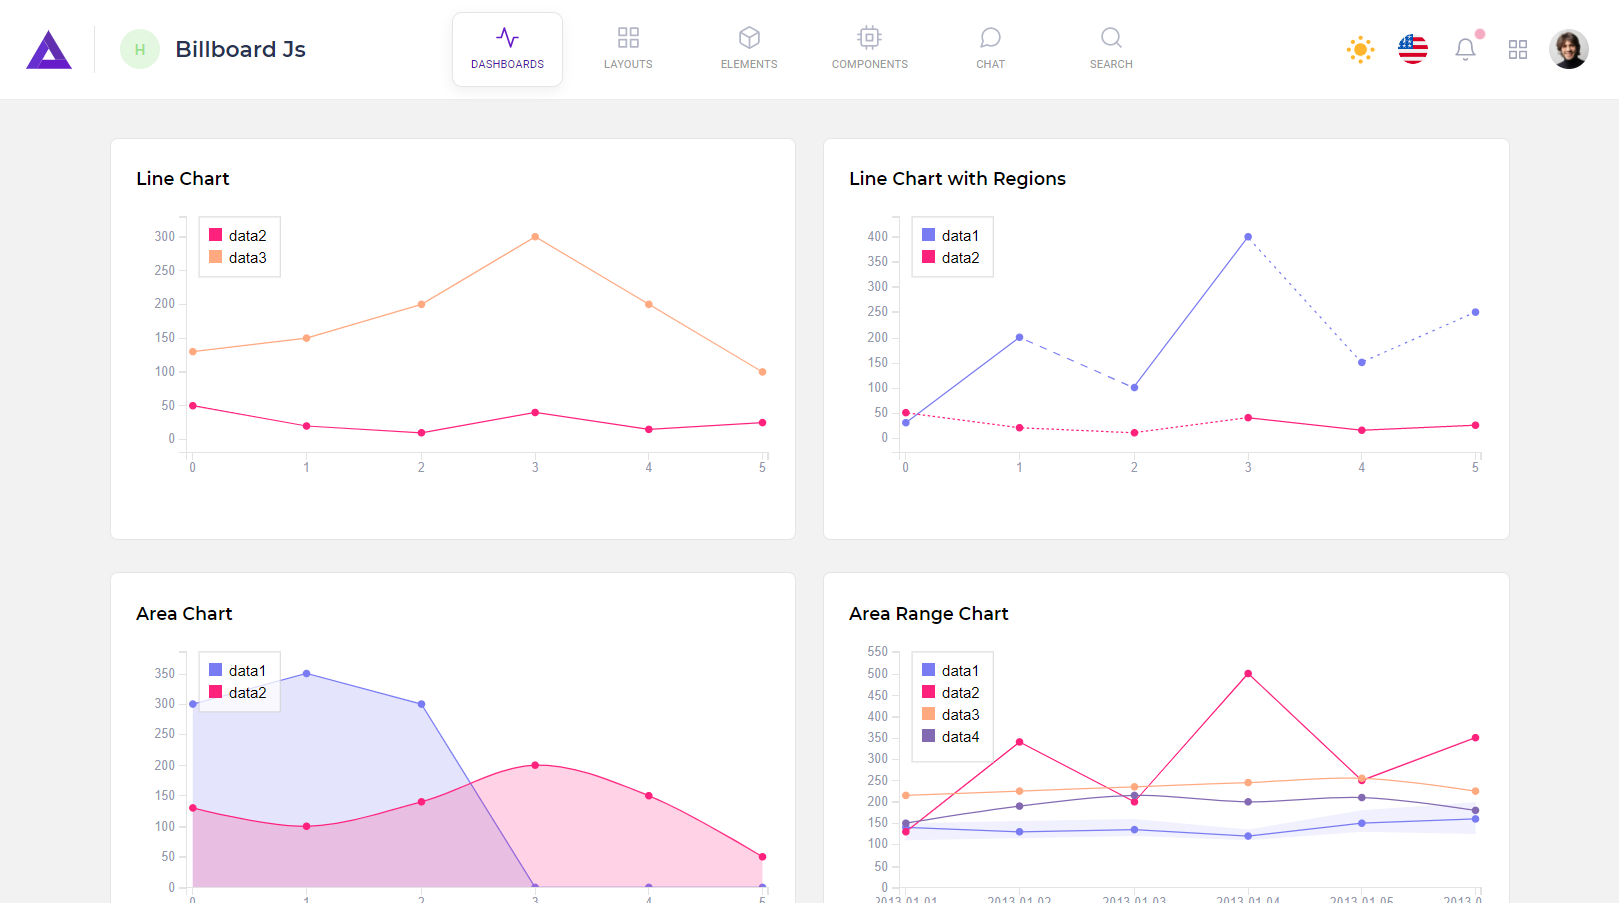 H
Billboard Js
DASHBOARDS
LAYOUTS
ELEMENTS
COMPONENTS
CHAT
SEARCH
Line Chart
data2
data3
300
250
200
150
100
50
0
0 1 2 3 4 5
Line Chart with Regions
data1
data2
400
350
300
250
200
150
100
50
0
0 1 2 3 4 5
Area Chart
data1
data2
350
300
250
200
150
100
50
0
0 1 2 3 4 5
Area Range Chart
data1
data2
data3
data4
550
500
450
400
350
300
250
200
150
100
50
0
2013-01-01 2013-01-02 2013-01-03 2013-01-04 2013-01-05 2013-0